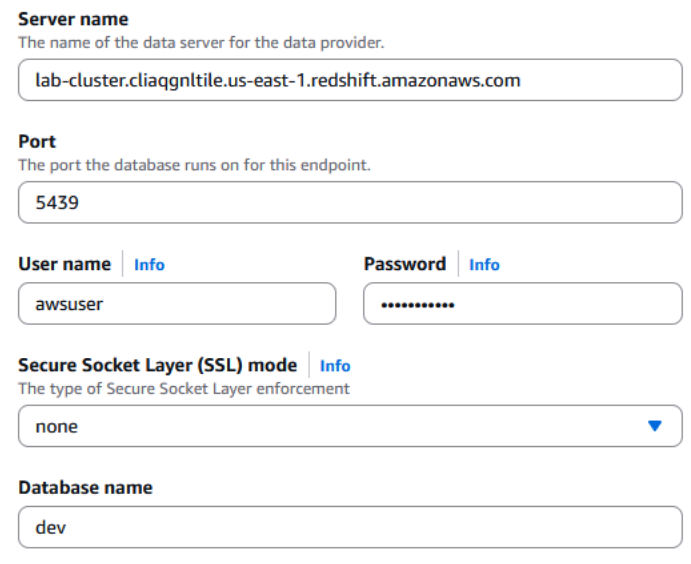 Server name
The name of the data server for the data provider.
lab-cluster.cliaqgnltile.us-east-1.redshift.amazonaws.com
Port
The port the database runs on for this endpoint.
5439
User name Info Password Info
awsuser •••••••••••
Secure Socket Layer (SSL) mode Info
The type of Secure Socket Layer enforcement
none
Database name
dev